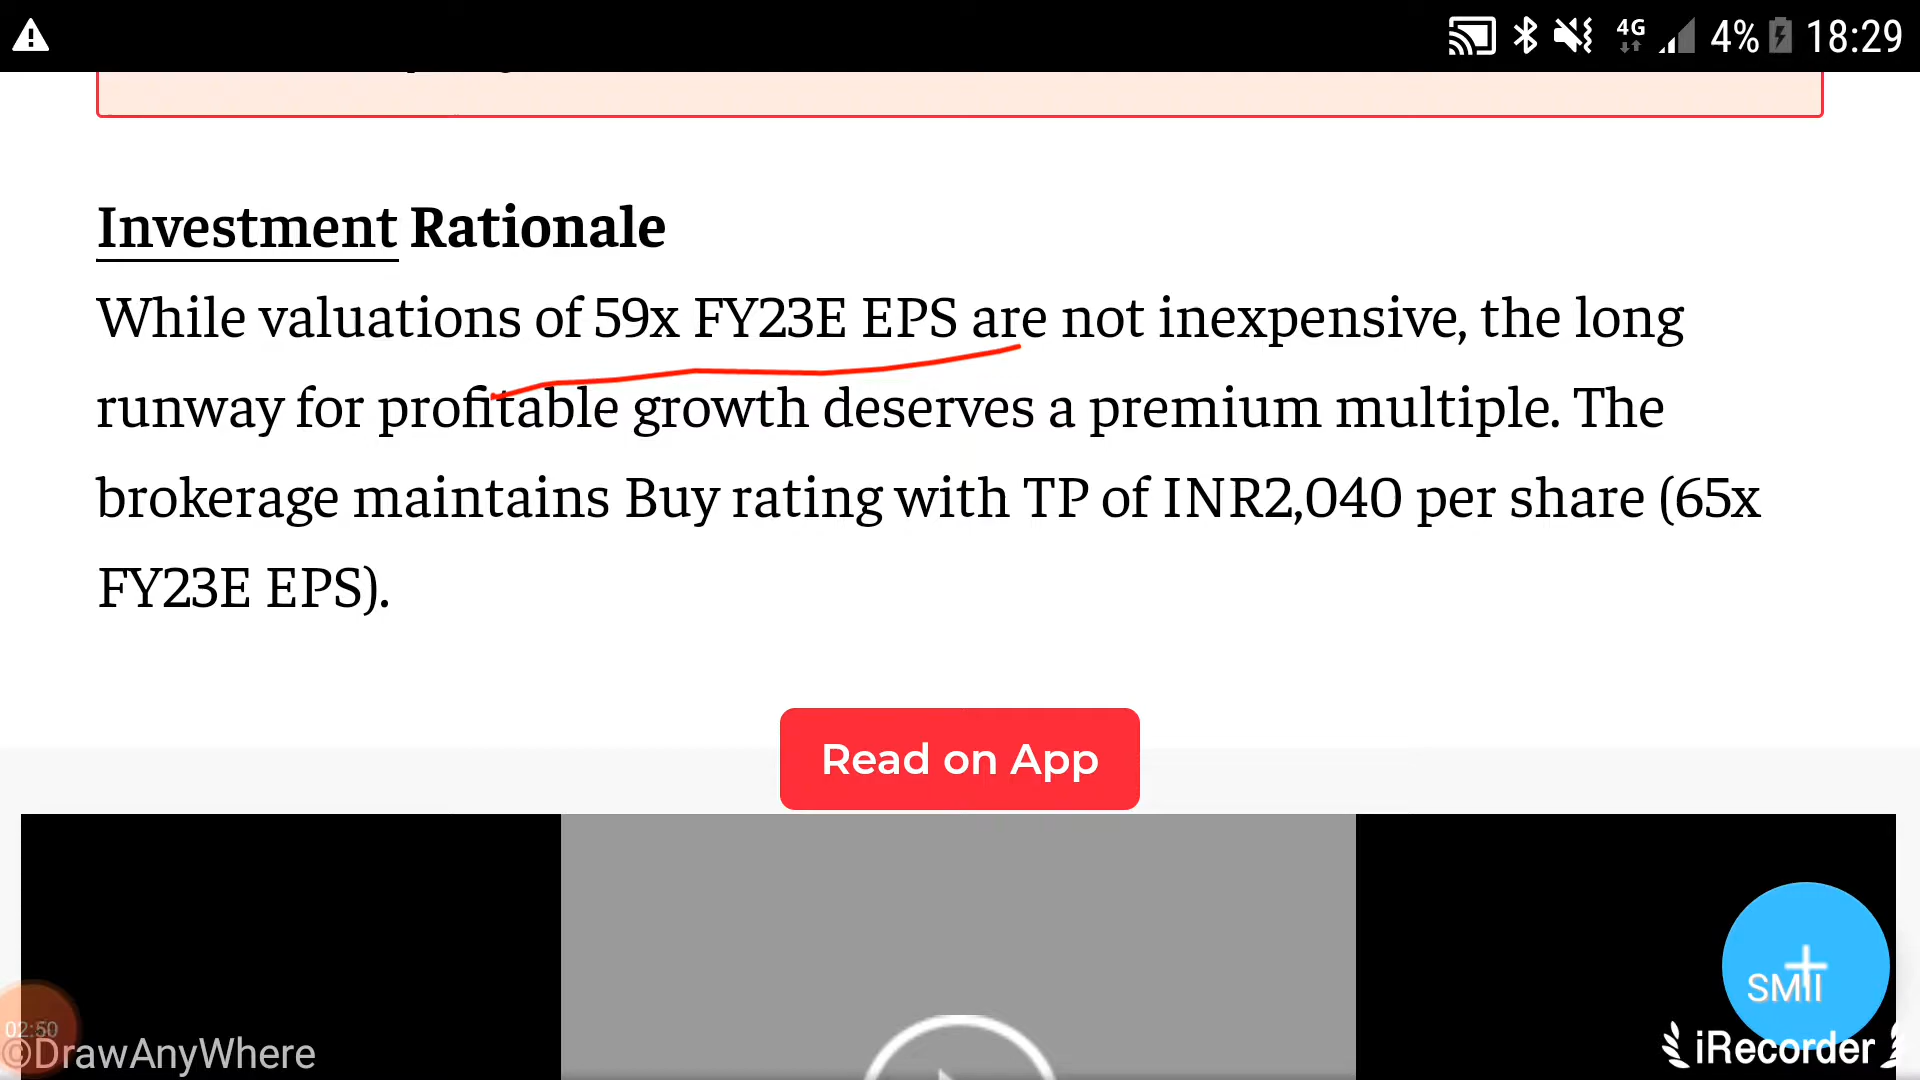 4G 4% 18:29
Investment Rationale
While valuations of 59x FY23E EPS are not inexpensive, the long
runway for profitable growth deserves a premium multiple. The
brokerage maintains Buy rating with TP of INR2,040 per share (65x
FY23E EPS).
Read on App
SMII
02:50
©DrawAnyWhere
iRecorder